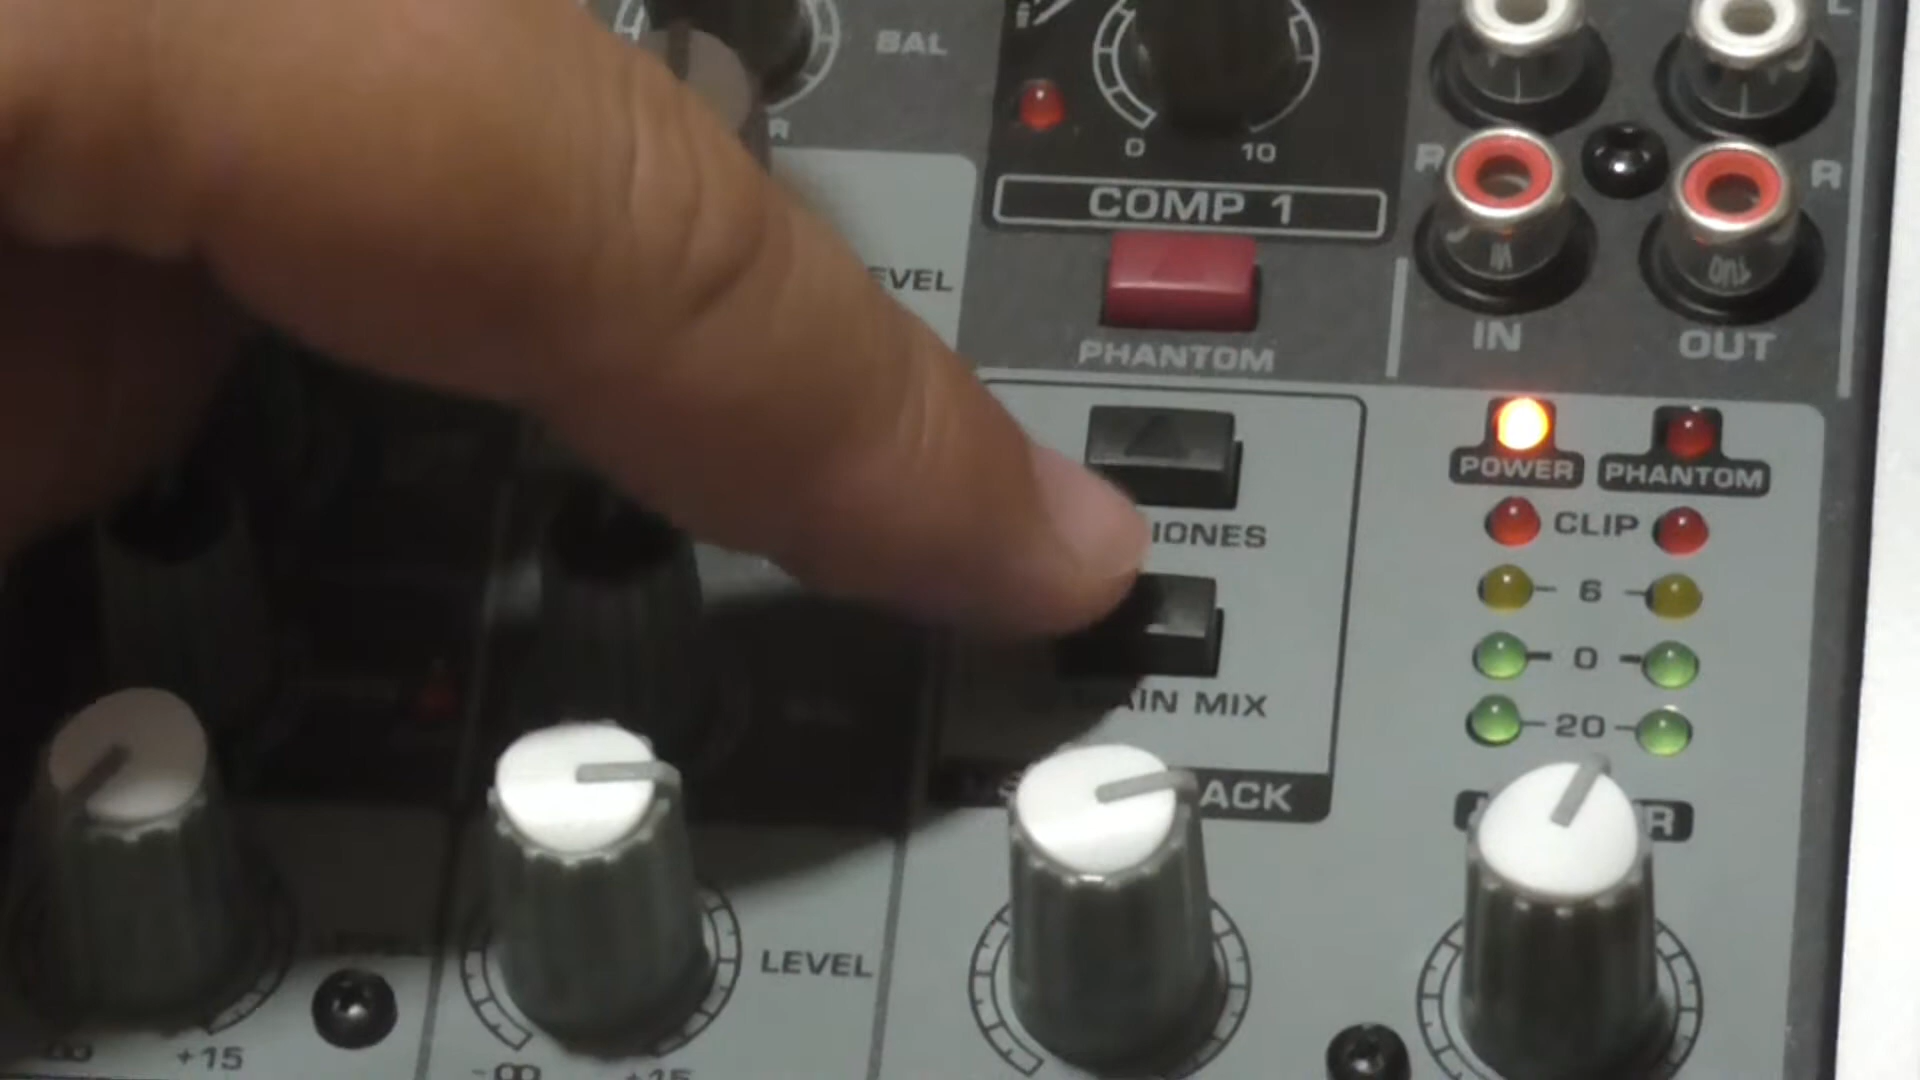 BAL
L
R
0 10
R
R
COMP 1
EVEL
IN
OUT
PHANTOM
POWER PHANTOM
CLIP
IONES
6
0
AIN MIX
20
ACK
R
LEVEL
+15
-∞
+15